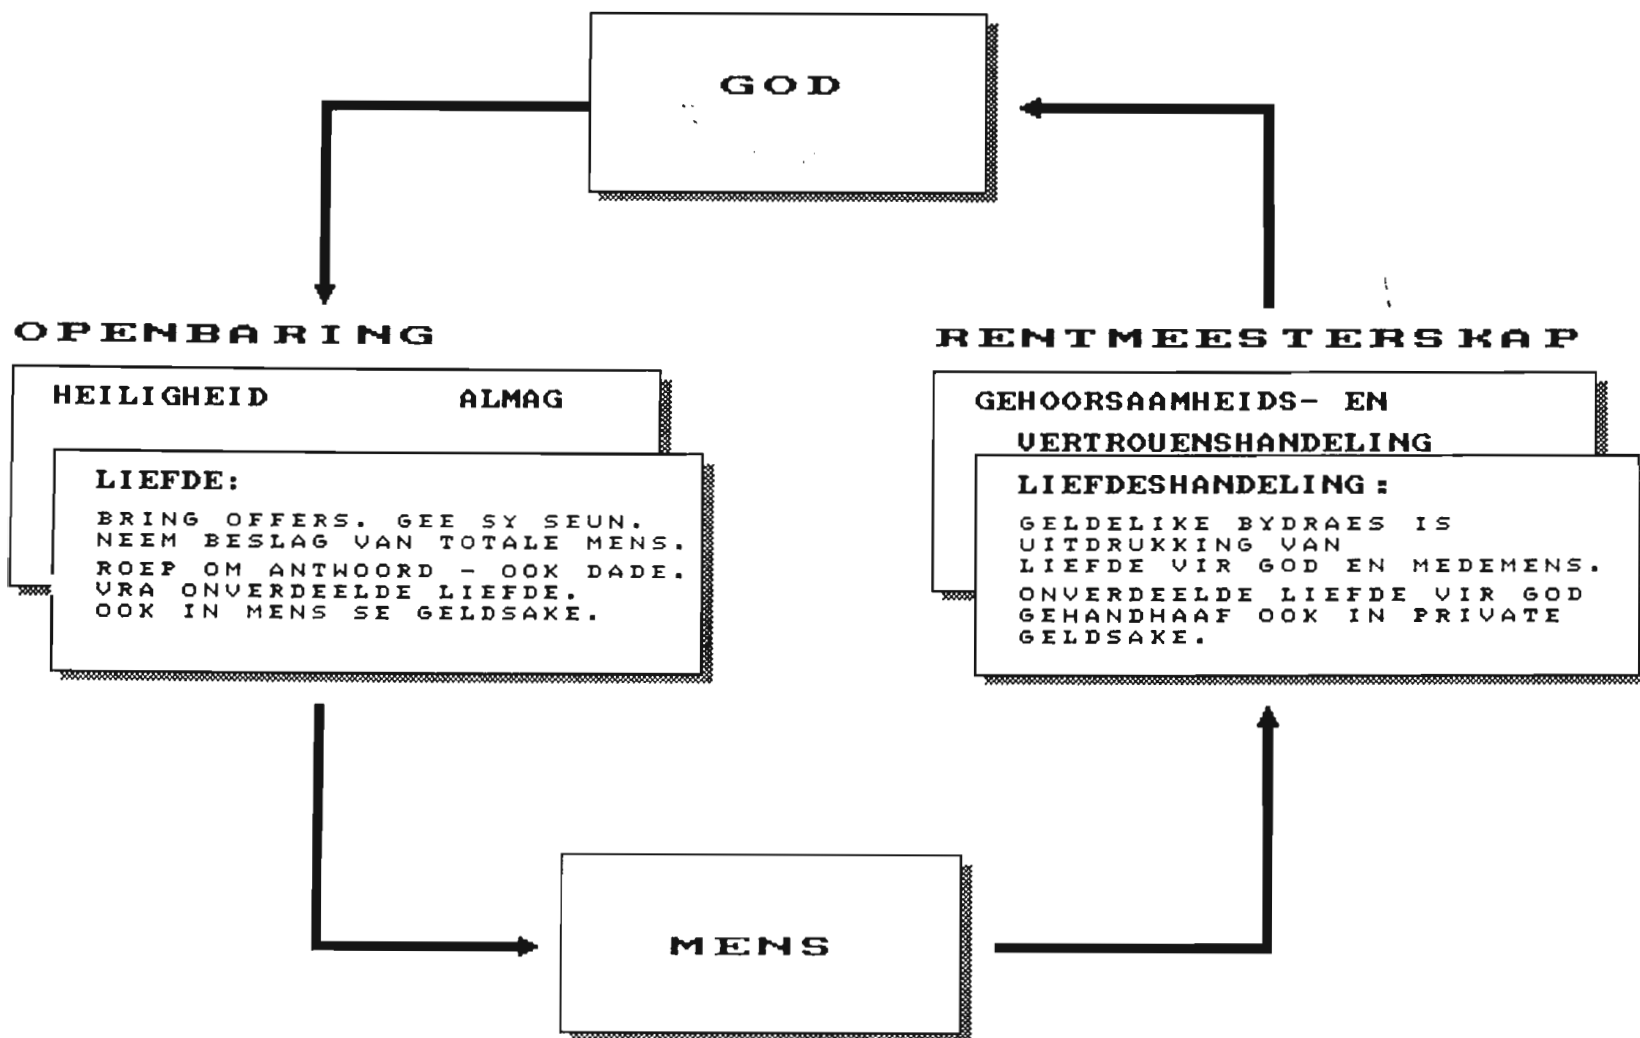 GOD
OPENBARING
HEILIGHEID ALMAG
LIEFDE:
BRING OFFERS. GEE SY SEUN.
NEEM BESLAG VAN TOTALE MENS.
ROEP OM ANTWOORD - OOK DADE.
VRA ONVERDEELDE LIEFDE.
OOK IN MENS SE GELDSAKE.
RENTMEESTERSKAP
GEHOORSAAMHEIDS- EN
VERTROUENSHANDELING
LIEFDESHANDELING:
GELDELIKE BYDRAES IS
UITDRUKKING VAN
LIEFDE VIR GOD EN MEDEMENS.
ONVERDEELDE LIEFDE VIR GOD
GEHANDHAAF OOK IN PRIVATE
GELDSAKE.
MENS